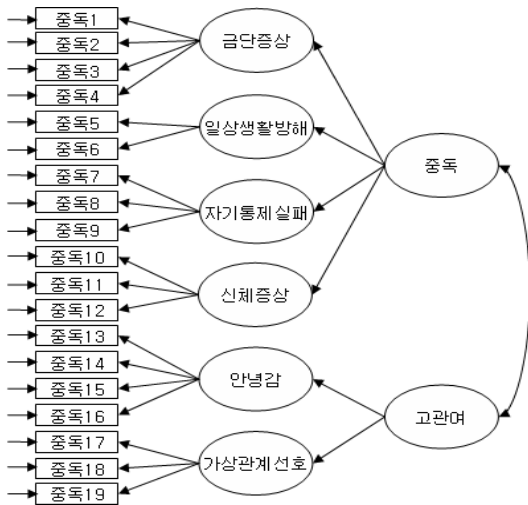 중독1
중독2
중독3
중독4
중독5
중독6
중독7
중독8
중독9
중독10
중독11
중독12
중독13
중독14
중독15
중독16
중독17
중독18
중독19
금단증상
일상생활방해
자기통제실패
신체증상
안녕감
가상관계선호
중독
고관여